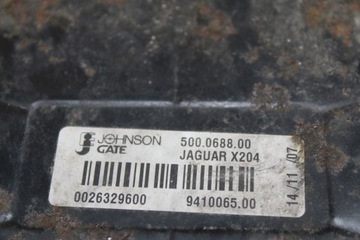 JOHNSON
GATE
500.0688.00
JAGUAR X204
0026329600
9410065.00
14/11/07